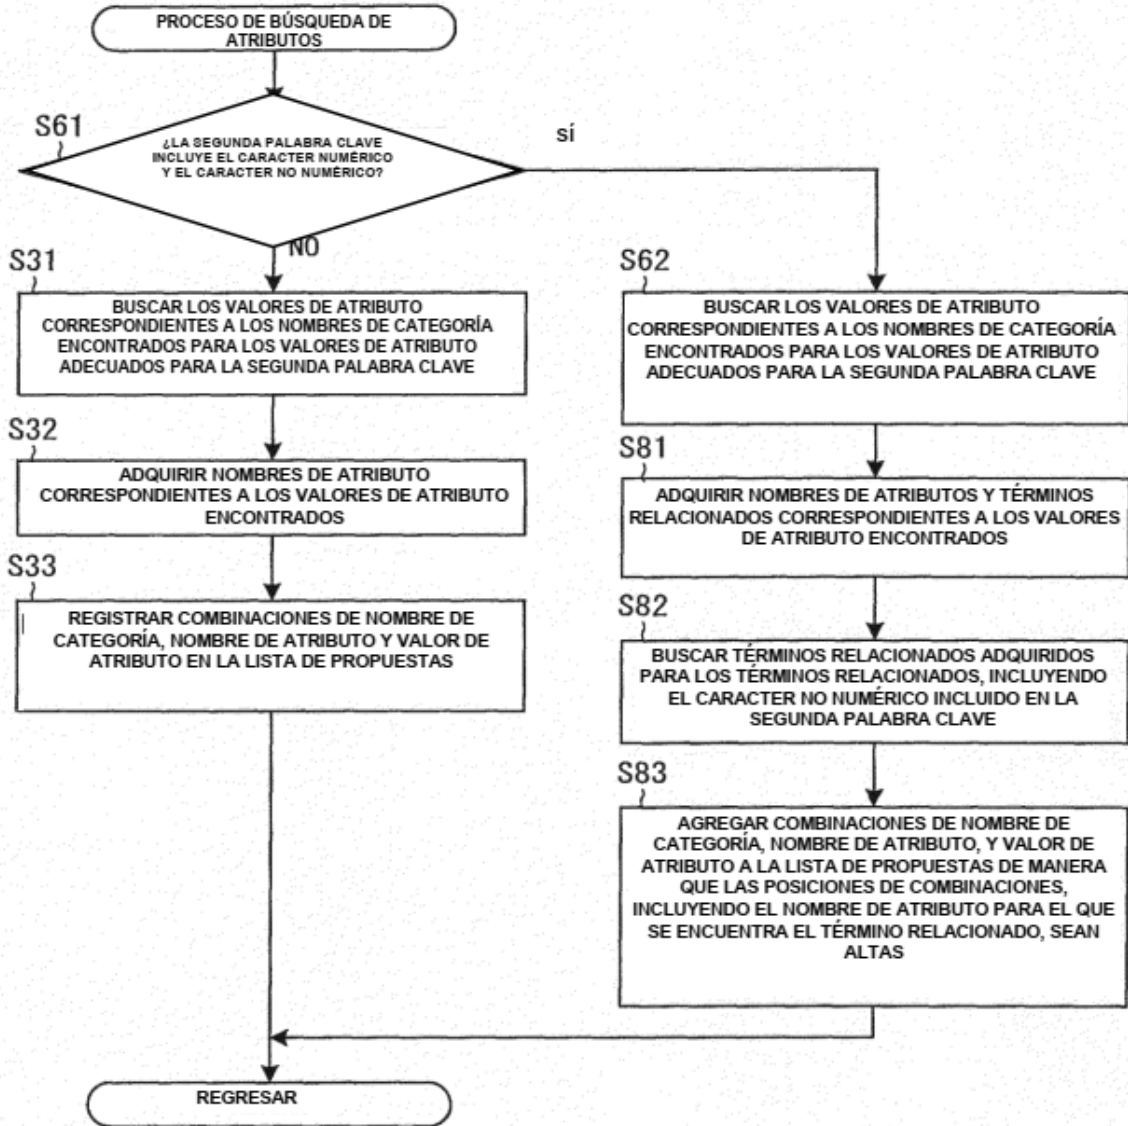 PROCESO DE BÚSQUEDA DE
ATRIBUTOS
S61
¿LA SEGUNDA PALABRA CLAVE
INCLUYE EL CARACTER NUMÉRICO
Y EL CARACTER NO NUMÉRICO?
SÍ
NO
S31
BUSCAR LOS VALORES DE ATRIBUTO
CORRESPONDIENTES A LOS NOMBRES DE CATEGORÍA
ENCONTRADOS PARA LOS VALORES DE ATRIBUTO
ADECUADOS PARA LA SEGUNDA PALABRA CLAVE
S32
ADQUIRIR NOMBRES DE ATRIBUTO
CORRESPONDIENTES A LOS VALORES DE ATRIBUTO
ENCONTRADOS
S33
REGISTRAR COMBINACIONES DE NOMBRE DE
CATEGORÍA, NOMBRE DE ATRIBUTO Y VALOR DE
ATRIBUTO EN LA LISTA DE PROPUESTAS
S62
BUSCAR LOS VALORES DE ATRIBUTO
CORRESPONDIENTES A LOS NOMBRES DE CATEGORÍA
ENCONTRADOS PARA LOS VALORES DE ATRIBUTO
ADECUADOS PARA LA SEGUNDA PALABRA CLAVE
S81
ADQUIRIR NOMBRES DE ATRIBUTOS Y TÉRMINOS
RELACIONADOS CORRESPONDIENTES A LOS VALORES
DE ATRIBUTO ENCONTRADOS
S82
BUSCAR TÉRMINOS RELACIONADOS ADQUIRIDOS
PARA LOS TÉRMINOS RELACIONADOS, INCLUYENDO
EL CARACTER NO NUMÉRICO INCLUIDO EN LA
SEGUNDA PALABRA CLAVE
S83
AGREGAR COMBINACIONES DE NOMBRE DE
CATEGORÍA, NOMBRE DE ATRIBUTO, Y VALOR DE
ATRIBUTO A LA LISTA DE PROPUESTAS DE MANERA
QUE LAS POSICIONES DE COMBINACIONES,
INCLUYENDO EL NOMBRE DE ATRIBUTO PARA EL QUE
SE ENCUENTRA EL TÉRMINO RELACIONADO, SEAN
ALTAS
REGRESAR